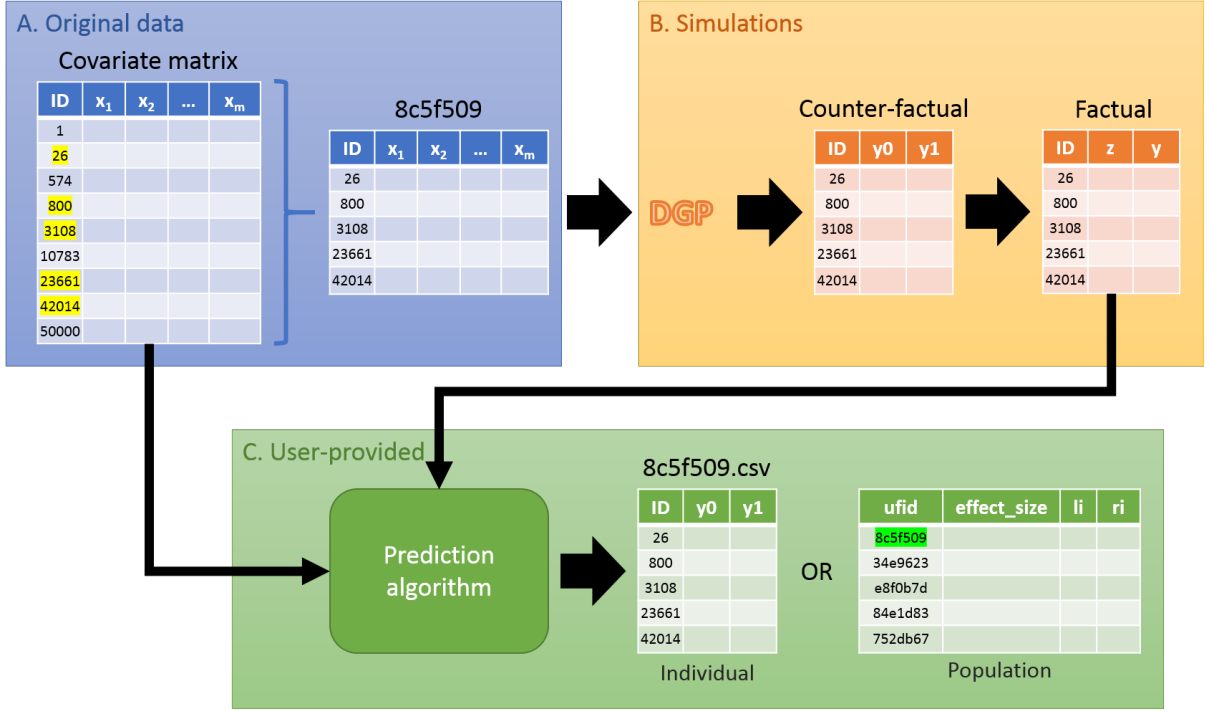 A. Original data
Covariate matrix
ID x1 x2 ... xm
1
26
574
800
3108
10783
23661
42014
50000
8c5f509
ID x1 x2 ... xm
26
800
3108
23661
42014
B. Simulations
DGP
Counter-factual
ID y0 y1
26
800
3108
23661
42014
Factual
ID z y
26
800
3108
23661
42014
C. User-provided
Prediction
algorithm
8c5f509.csv
ID y0 y1
26
800
3108
23661
42014
Individual
OR
ufid effect_size li ri
8c5f509
34e9623
e8f0b7d
84e1d83
752db67
Population